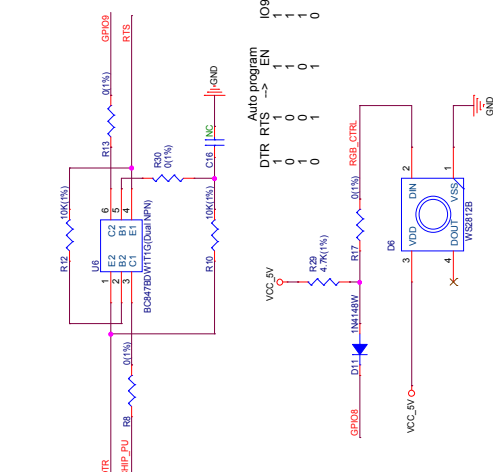 GPIO9
RTS
R13 0(1%)
R12 10K(1%)
R30
0(1%)
C16 NC
GND
R10 10K(1%)
U6
6 C2
5 B1
4 E1
1 E2
2 B2
3 C1
BC847BDW1T1G(Dual NPN)
R8 0(1%)
DTR
CHIP_PU
Auto program
DTR RTS --> EN IO9
1 1 1 1
0 0 1 1
1 0 0 1
0 1 1 0
RGB_CTRL
R17 0(1%)
VCC_5V
R29
4.7K(1%)
D11 1N4148W
GPIO8
D6
2 DIN
1 VSS
3 VDD
4 DOUT
WS2812B
GND
VCC_5V